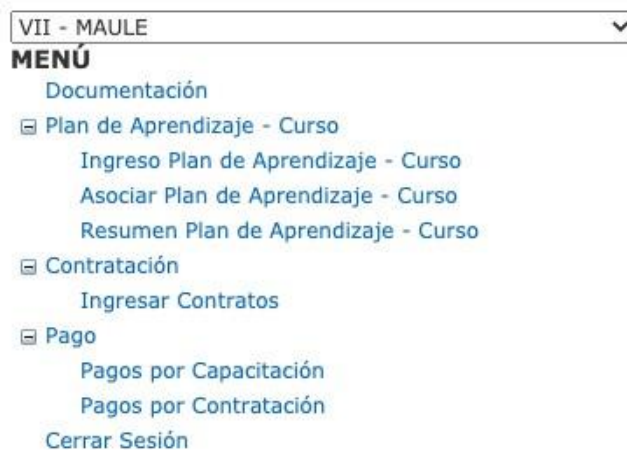 VII - MAULE
MENÚ
Documentación
Plan de Aprendizaje - Curso
Ingreso Plan de Aprendizaje - Curso
Asociar Plan de Aprendizaje - Curso
Resumen Plan de Aprendizaje - Curso
Contratación
Ingresar Contratos
Pago
Pagos por Capacitación
Pagos por Contratación
Cerrar Sesión